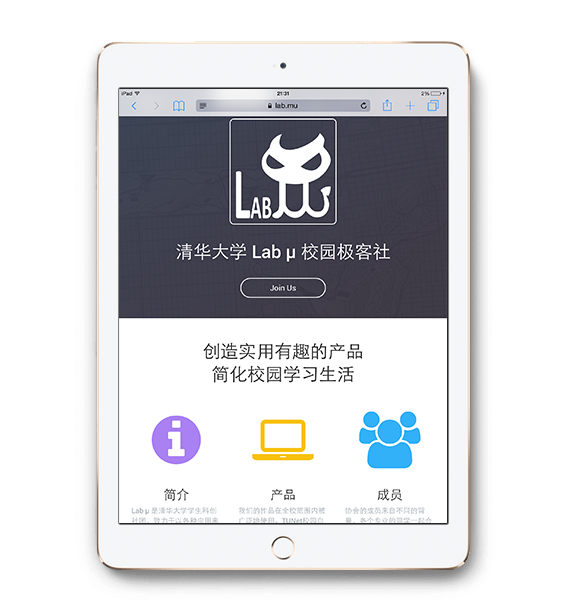 iPad
21:31
2%
lab.mu
LAB
清华大学 Lab μ 校园极客社
Join Us
创造实用有趣的产品
简化校园学习生活
简介
产品
成员
Lab μ 是清华大学学生科创
我们的作品在全校范围内被
协会的成员来自不同的背
社团，致力于以各种应用来
广泛地使用，TUNet校园立
景，各个专业的同学一起合